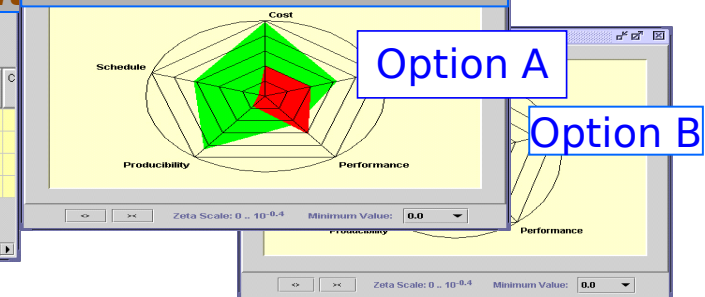 Cost
Option A
Schedule
C
Option B
Producibility
Performance
<> >< Zeta Scale: 0 .. 10-0.4 Minimum Value: 0.0
Producibility
Performance
<> >< Zeta Scale: 0 .. 10-0.4 Minimum Value: 0.0